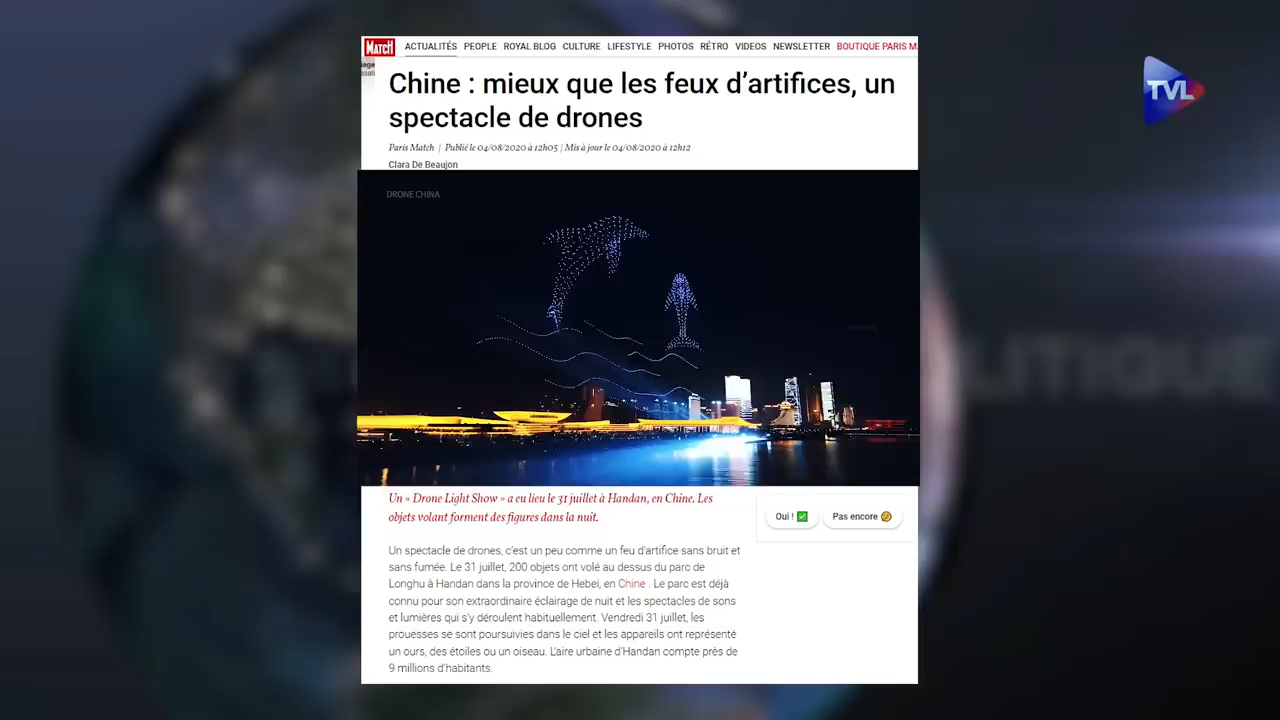 MATCH ACTUALITÉS PEOPLE ROYAL BLOG CULTURE LIFESTYLE PHOTOS RÉTRO VIDEOS NEWSLETTER BOUTIQUE PARIS M
Chine : mieux que les feux d’artifices, un
spectacle de drones
Paris Match | Publié le 04/08/2020 à 12h05 | Mis à jour le 04/08/2020 à 12h12
Clara De Beaujon
TVL
DRONE CHINA
Un « Drone Light Show » a eu lieu le 31 juillet à Handan, en Chine. Les
objets volant forment des figures dans la nuit.
Oui ! ✅ Pas encore 🤔
Un spectacle de drones, c'est un peu comme un feu d'artifice sans bruit et
sans fumée. Le 31 juillet, 200 objets ont volé au dessus du parc de
Longhu à Handan dans la province de Hebei, en Chine . Le parc est déjà
connu pour son extraordinaire éclairage de nuit et les spectacles de sons
et lumières qui s'y déroulent habituellement. Vendredi 31 juillet, les
prouesses se sont poursuivies dans le ciel et les appareils ont représenté
un ours, des étoiles ou un oiseau. L'aire urbaine d'Handan compte près de
9 millions d'habitants.